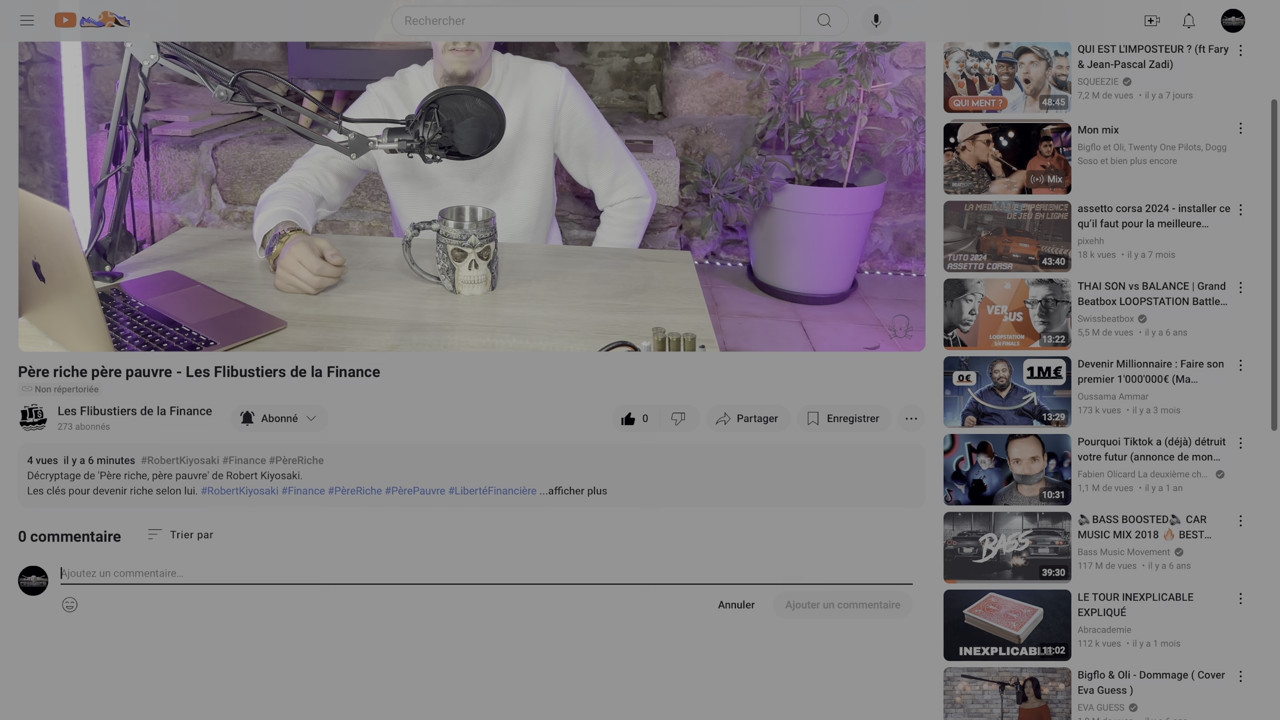 Rechercher
Père riche père pauvre - Les Flibustiers de la Finance
Non répertoriée
Les Flibustiers de la Finance
273 abonnés
Abonné
0
Partager
Enregistrer
4 vues il y a 6 minutes #RobertKiyosaki #Finance #PèreRiche
Décryptage de 'Père riche, père pauvre' de Robert Kiyosaki.
Les clés pour devenir riche selon lui. #RobertKiyosaki #Finance #PèreRiche #PèrePauvre #LibertéFinancière ...afficher plus
0 commentaire
Trier par
Ajoutez un commentaire...
Annuler
Ajouter un commentaire
QUI MENT ?
48:45
QUI EST L'IMPOSTEUR ? (ft Fary
& Jean-Pascal Zadi)
SQUEEZIE
7,2 M de vues • il y a 7 jours
Mix
Mon mix
Bigflo et Oli, Twenty One Pilots, Dogg
Soso et bien plus encore
LA MEILLEURE EXPERIENCE
DE JEU EN LIGNE
TUTO 2024
ASSETTO CORSA
43:40
assetto corsa 2024 - installer ce
qu'il faut pour la meilleure...
pixehh
18 k vues • il y a 7 mois
VERSUS
LOOPSTATION
13:22
THAI SON vs BALANCE | Grand
Beatbox LOOPSTATION Battle...
Swissbeatbox
5,5 M de vues • il y a 6 ans
0€
1M€
13:29
Devenir Millionnaire : Faire son
premier 1'000'000€ (Ma...
Oussama Ammar
173 k vues • il y a 3 mois
10:31
Pourquoi Tiktok a (déjà) détruit
votre futur (annonce de mon...
Fabien Olicard La deuxième ch...
1,1 M de vues • il y a 1 an
BASS
39:30
BASS BOOSTED CAR
MUSIC MIX 2018 🔥 BEST...
Bass Music Movement
117 M de vues • il y a 6 ans
INEXPLICABLE
11:02
LE TOUR INEXPLICABLE
EXPLIQUÉ
Abracademie
112 k vues • il y a 1 mois
Bigflo & Oli - Dommage ( Cover
Eva Guess )
EVA GUESS